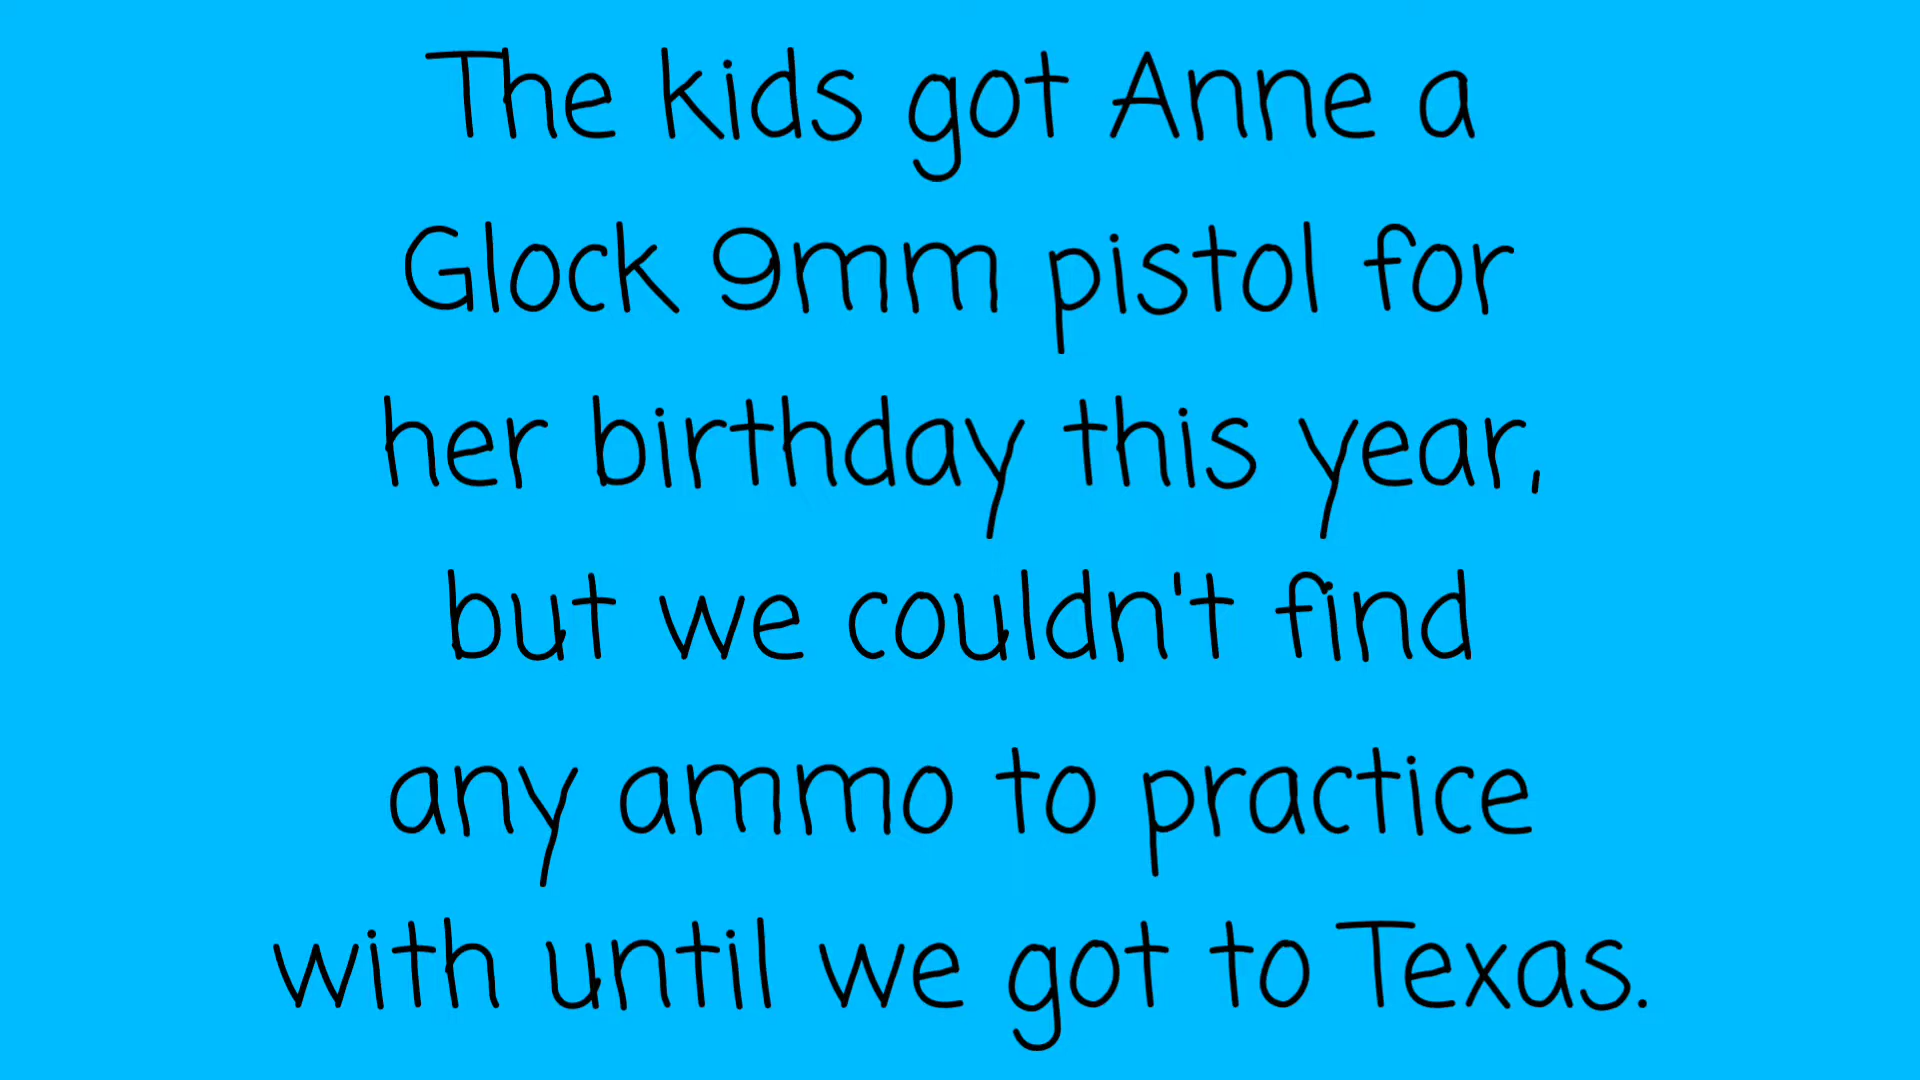 The kids got Anne a
Glock 9mm pistol for
her birthday this year,
but we couldn't find
any ammo to practice
with until we got to Texas.